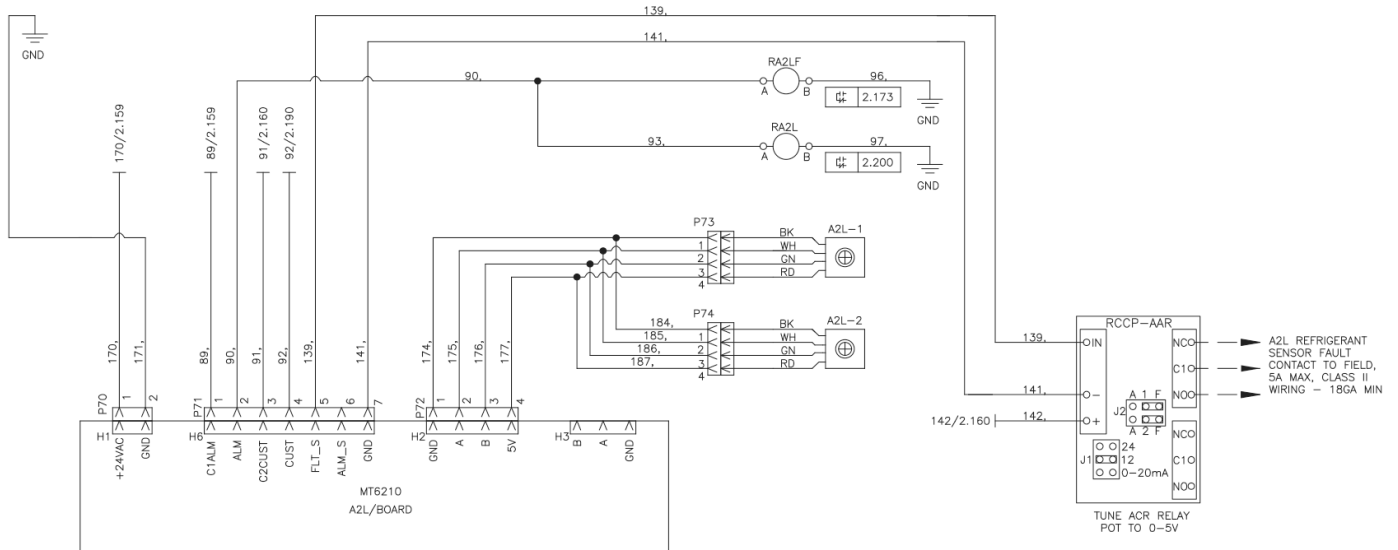 139,
141,
GND
RA2LF
90,
96,
A
B
2.173
GND
RA2L
93,
97,
A
B
2.200
GND
170/2.159
89/2.159
91/2.160
92/2.190
P73
BK
A2L-1
1
WH
2
GN
3
RD
4
P74
A2L-2
184,
BK
185,
1
WH
186,
2
GN
187,
3
RD
4
170,
171,
89,
90,
91,
92,
139,
141,
174,
175,
176,
177,
P70
1
2
P71
1
2
3
4
5
6
7
P72
1
2
3
4
H1
H6
H2
H3
+24VAC
GND
C1ALM
ALM
C2CUST
CUST
FLT_S
ALM_S
GND
GND
A
B
5V
B
A
GND
MT6210
A2L/BOARD
RCCP-AAR
139,
IN
NC
C1
NO
141,
-
142/2.160
142,
+
A 1 F
J2
A 2 F
NC
C1
NO
24
J1
12
0-20mA
TUNE ACR RELAY
POT TO 0-5V
A2L REFRIGERANT
SENSOR FAULT
CONTACT TO FIELD,
5A MAX, CLASS II
WIRING - 18GA MIN